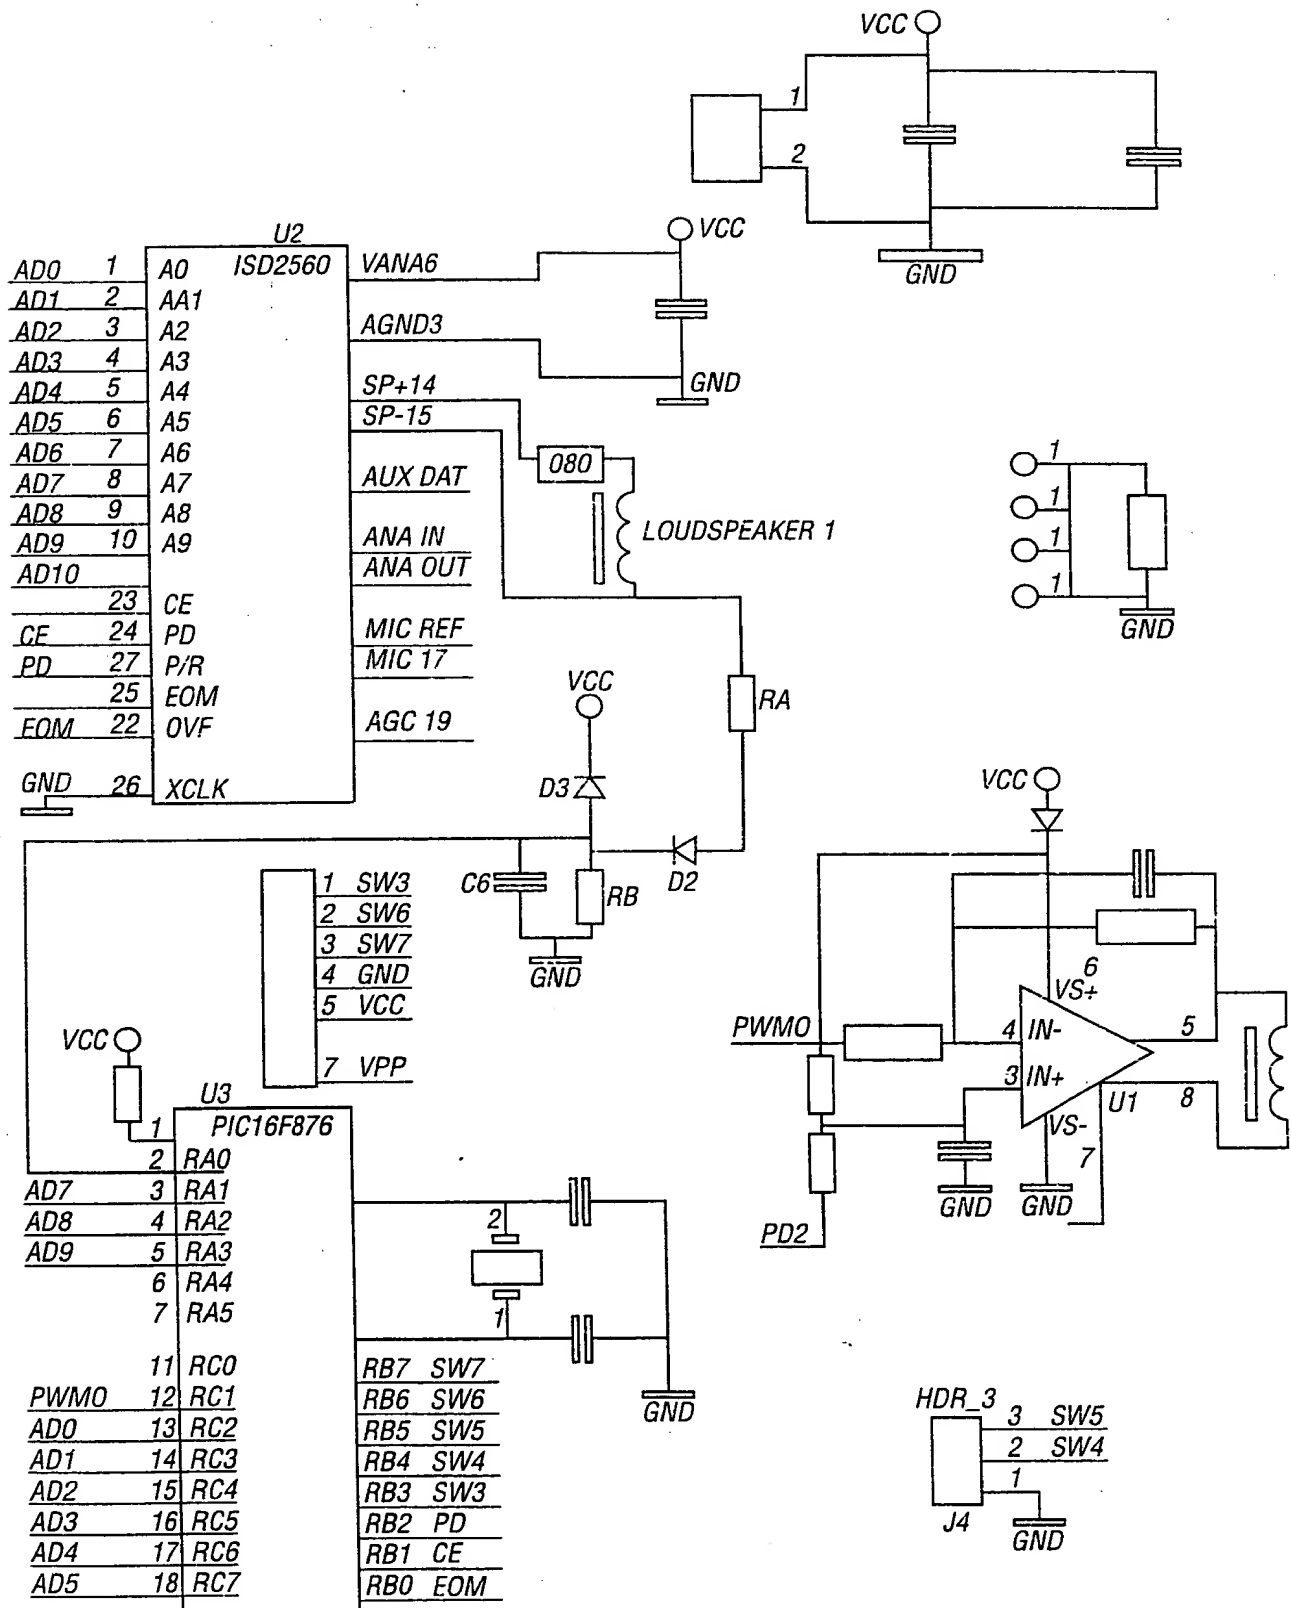 VCC
1
2
GND
U2
ISD2560
AD0 1 A0
AD1 2 AA1
AD2 3 A2
AD3 4 A3
AD4 5 A4
AD5 6 A5
AD6 7 A6
AD7 8 A7
AD8 9 A8
AD9 10 A9
AD10
23 CE
CE 24 PD
PD 27 P/R
25 EOM
EOM 22 OVF
GND 26 XCLK
VANA6
AGND3
SP+14
SP-15
AUX DAT
ANA IN
ANA OUT
MIC REF
MIC 17
AGC 19
VCC
GND
080
LOUDSPEAKER 1
1
1
1
1
GND
RA
VCC
D3
D2
C6
RB
GND
1 SW3
2 SW6
3 SW7
4 GND
5 VCC
7 VPP
VCC
6
VS+
PWMO
4 IN-
3 IN+
5
U1
8
VS-
7
GND
GND
PD2
VCC
U3
PIC16F876
1
2 RA0
AD7 3 RA1
AD8 4 RA2
AD9 5 RA3
6 RA4
7 RA5
11 RC0
PWMO 12 RC1
AD0 13 RC2
AD1 14 RC3
AD2 15 RC4
AD3 16 RC5
AD4 17 RC6
AD5 18 RC7
2
1
GND
RB7 SW7
RB6 SW6
RB5 SW5
RB4 SW4
RB3 SW3
RB2 PD
RB1 CE
RB0 EOM
HDR_3
3 SW5
2 SW4
1
J4
GND